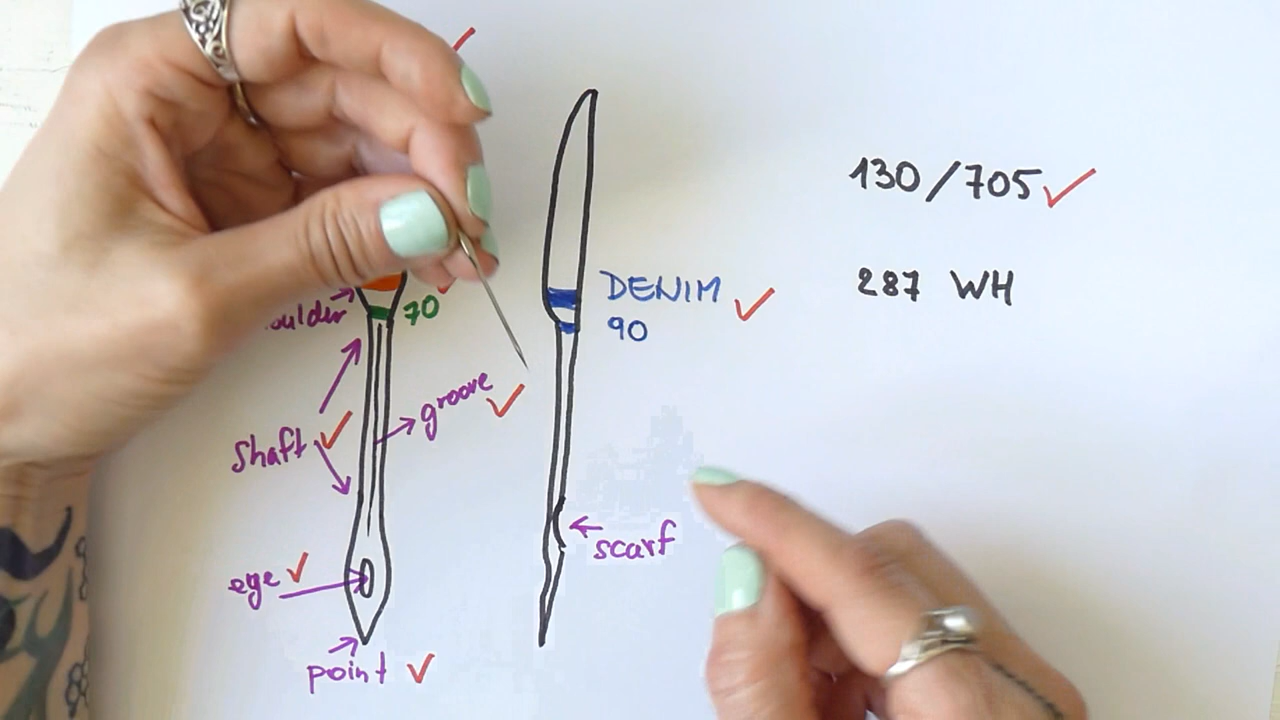 130/705
287 WH
DENIM
90
70
groove
shaft
scarf
eye
point